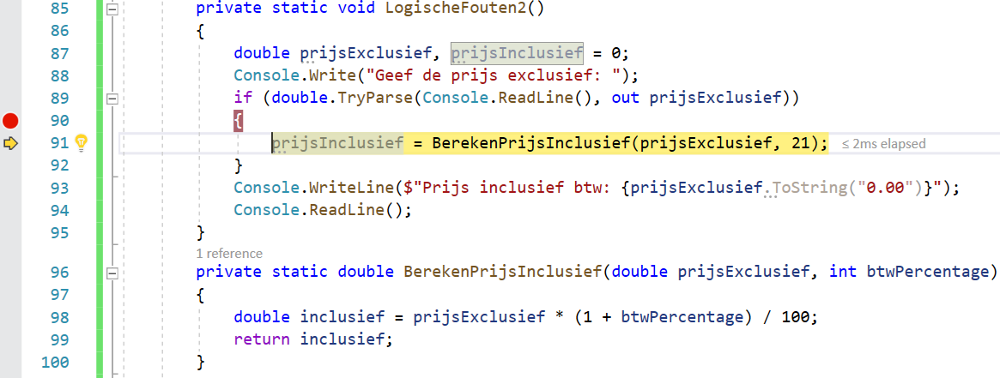 85 private static void LogischeFouten2()
86 {
87 double prijsExclusief, prijsInclusief = 0;
88 Console.Write("Geef de prijs exclusief: ");
89 if (double.TryParse(Console.ReadLine(), out prijsExclusief))
90 {
91 prijsInclusief = BerekenPrijsInclusief(prijsExclusief, 21); ≤ 2ms elapsed
92 }
93 Console.WriteLine($"Prijs inclusief btw: {prijsExclusief.ToString("0.00")}");
94 Console.ReadLine();
95 }
1 reference
96 private static double BerekenPrijsInclusief(double prijsExclusief, int btwPercentage)
97 {
98 double inclusief = prijsExclusief * (1 + btwPercentage) / 100;
99 return inclusief;
100 }